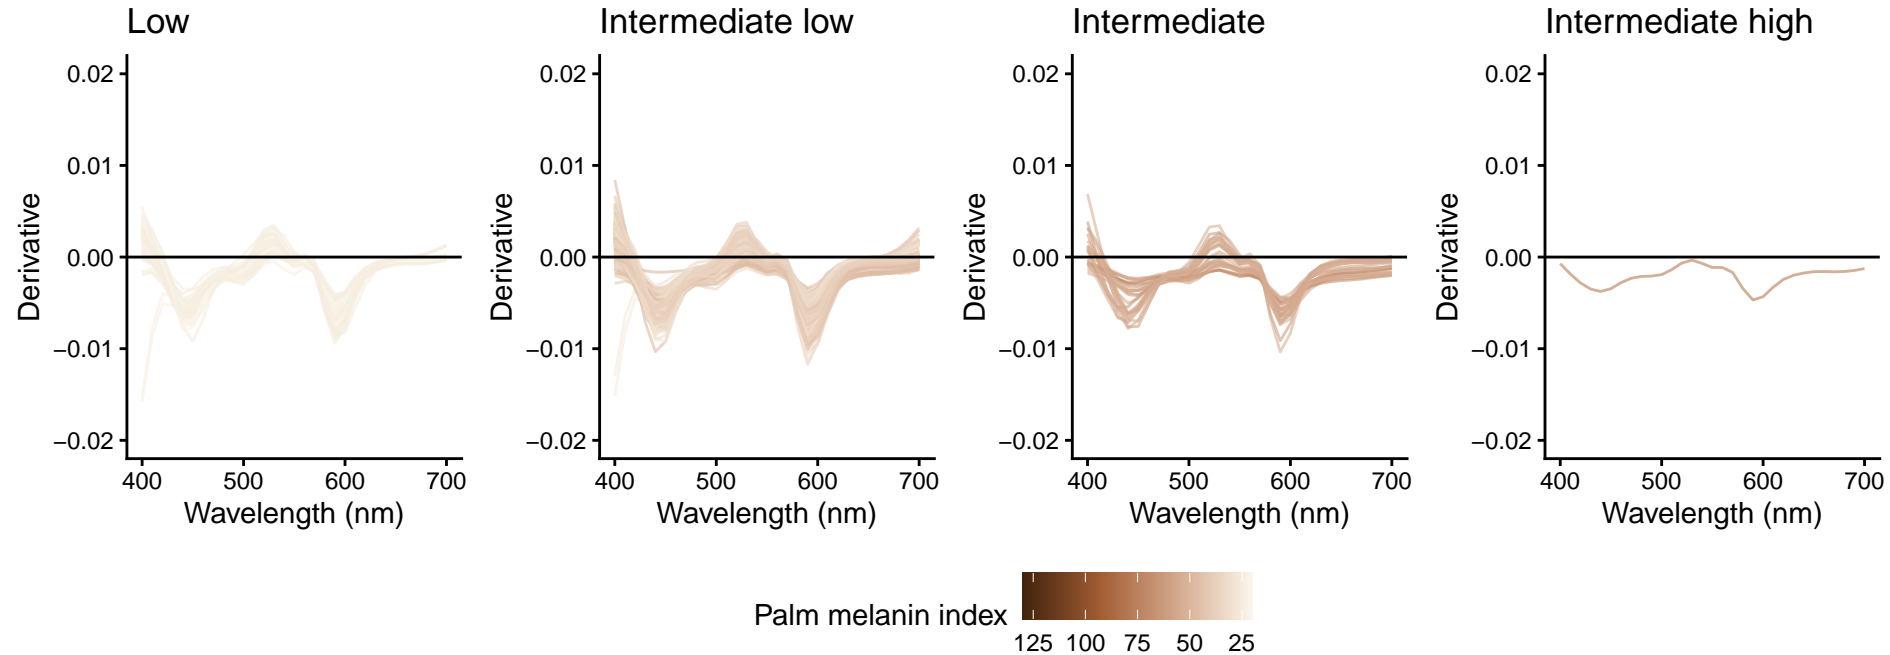 Low
Intermediate low
Intermediate
Intermediate high
Derivative
0.02
0.01
0.00
−0.01
−0.02
400 500 600 700
Wavelength (nm)
Derivative
0.02
0.01
0.00
−0.01
−0.02
400 500 600 700
Wavelength (nm)
Derivative
0.02
0.01
0.00
−0.01
−0.02
400 500 600 700
Wavelength (nm)
Derivative
0.02
0.01
0.00
−0.01
−0.02
400 500 600 700
Wavelength (nm)
Palm melanin index
125 100 75 50 25